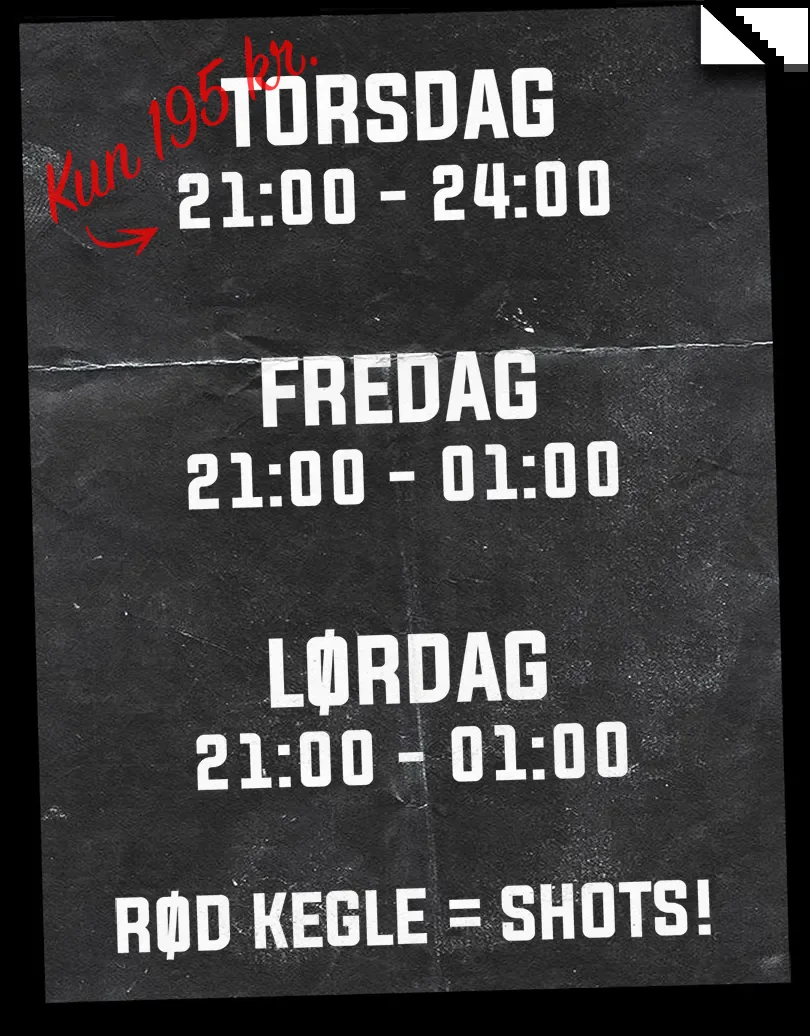 Kun 195 kr.
TORSDAG
21:00 - 24:00
FREDAG
21:00 - 01:00
LØRDAG
21:00 - 01:00
RØD KEGLE = SHOTS!